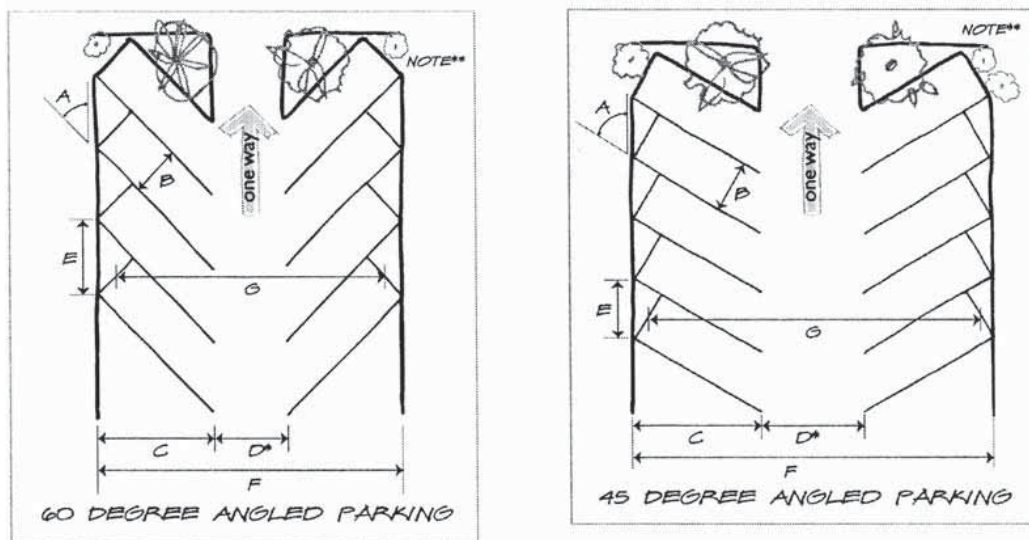 NOTE**
A
one way
B
E
G
C
D*
F
60 DEGREE ANGLED PARKING
NOTE**
A
one way
B
E
G
C
D*
F
45 DEGREE ANGLED PARKING